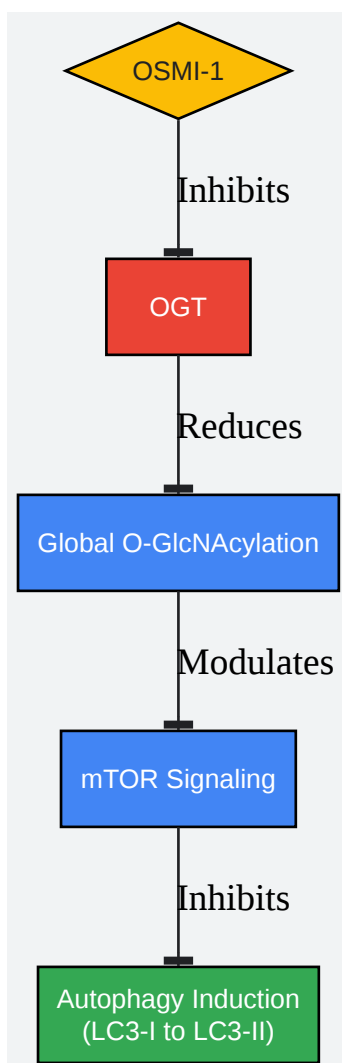 OSMI-1
Inhibits
OGT
Reduces
Global O-GlcNAcylation
Modulates
mTOR Signaling
Inhibits
Autophagy Induction
(LC3-I to LC3-II)